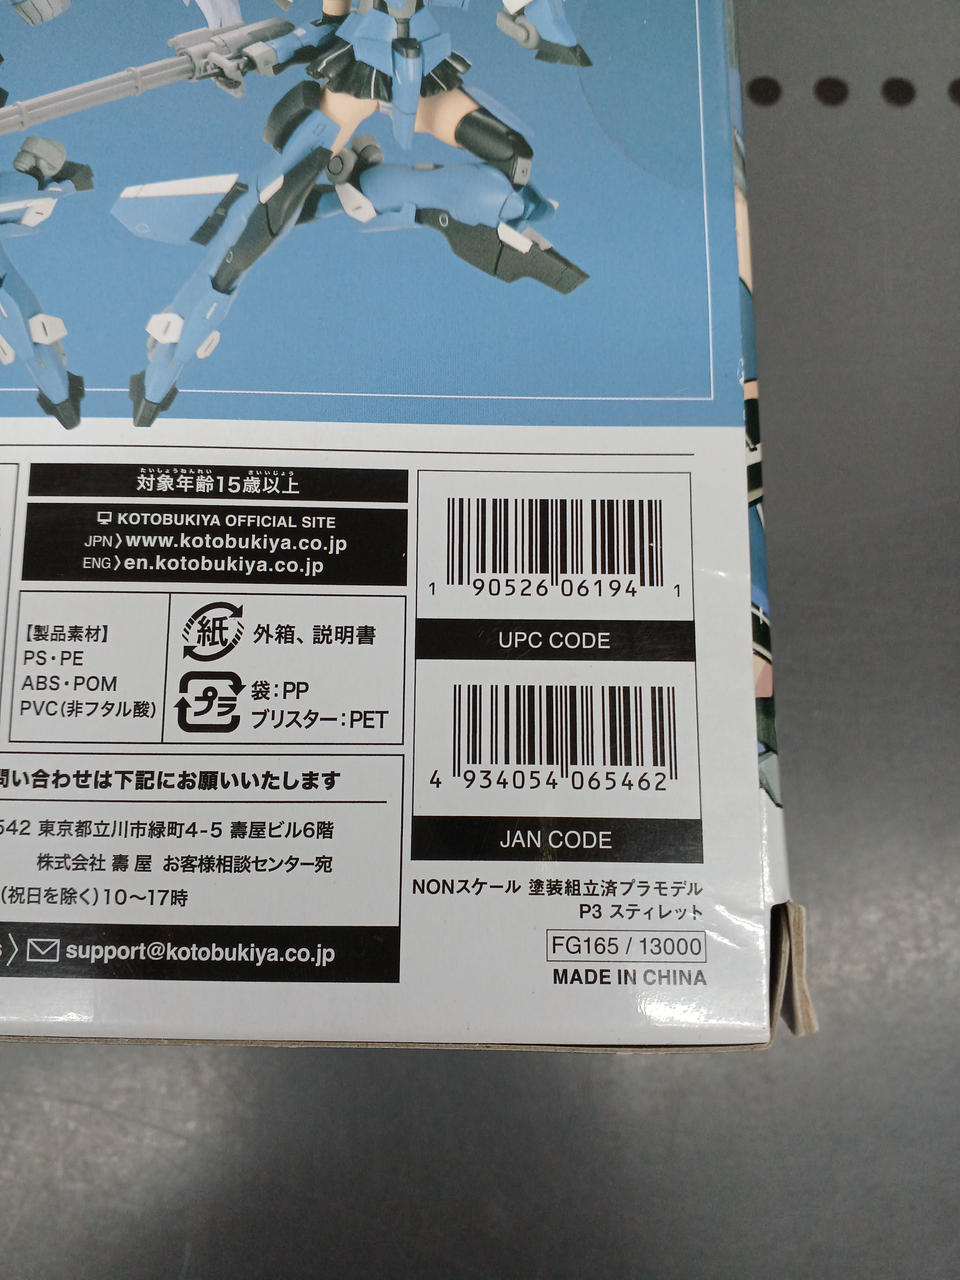 たいしょうねんれい さいいじょう
対象年齢15歳以上
KOTOBUKIYA OFFICIAL SITE
JPN〉www.kotobukiya.co.jp
ENG〉en.kotobukiya.co.jp
【製品素材】
PS・PE
ABS・POM
PVC(非フタル酸)
紙 外箱、説明書
プラ 袋:PP
ブリスター:PET
問い合わせは下記にお願いいたします
542 東京都立川市緑町4-5 壽屋ビル6階
株式会社 壽 屋 お客様相談センター宛
(祝日を除く)10〜17時
〉support@kotobukiya.co.jp
1 90526 06194 1
UPC CODE
4 934054 065462
JAN CODE
NONスケール 塗装組立済プラモデル
P3 スティレット
FG165 / 13000
MADE IN CHINA